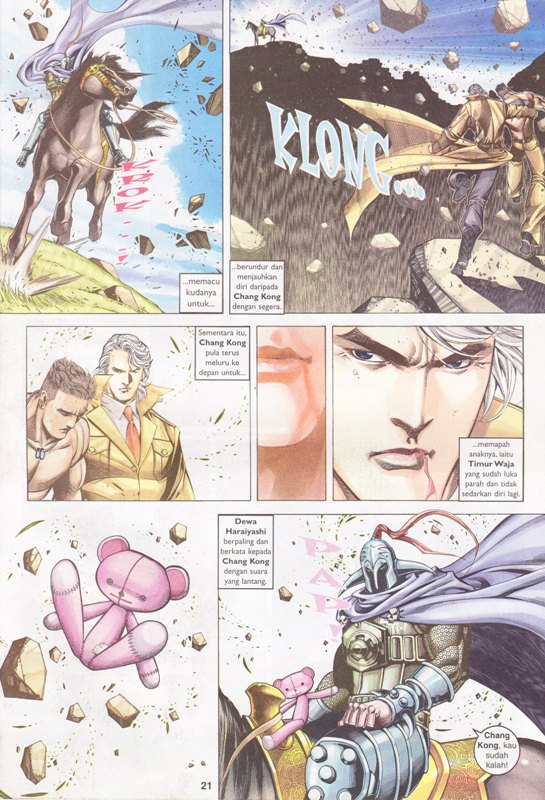 KROK...
...memacu
kudanya
untuk...
KLONG...
...berundur dan
menjauhkan
diri daripada
Chang Kong
dengan segera.
Sementara itu,
Chang Kong
pula terus
meluru ke
depan untuk...
...memapah
anaknya, iaitu
Timur Waja
yang sudah luka
parah dan tidak
sedarkan diri lagi.
Dewa
Haraiyashi
berpaling dan
berkata kepada
Chang Kong
dengan suara
yang lantang.
PAP!
Chang
Kong, kau
sudah
kalah!
21